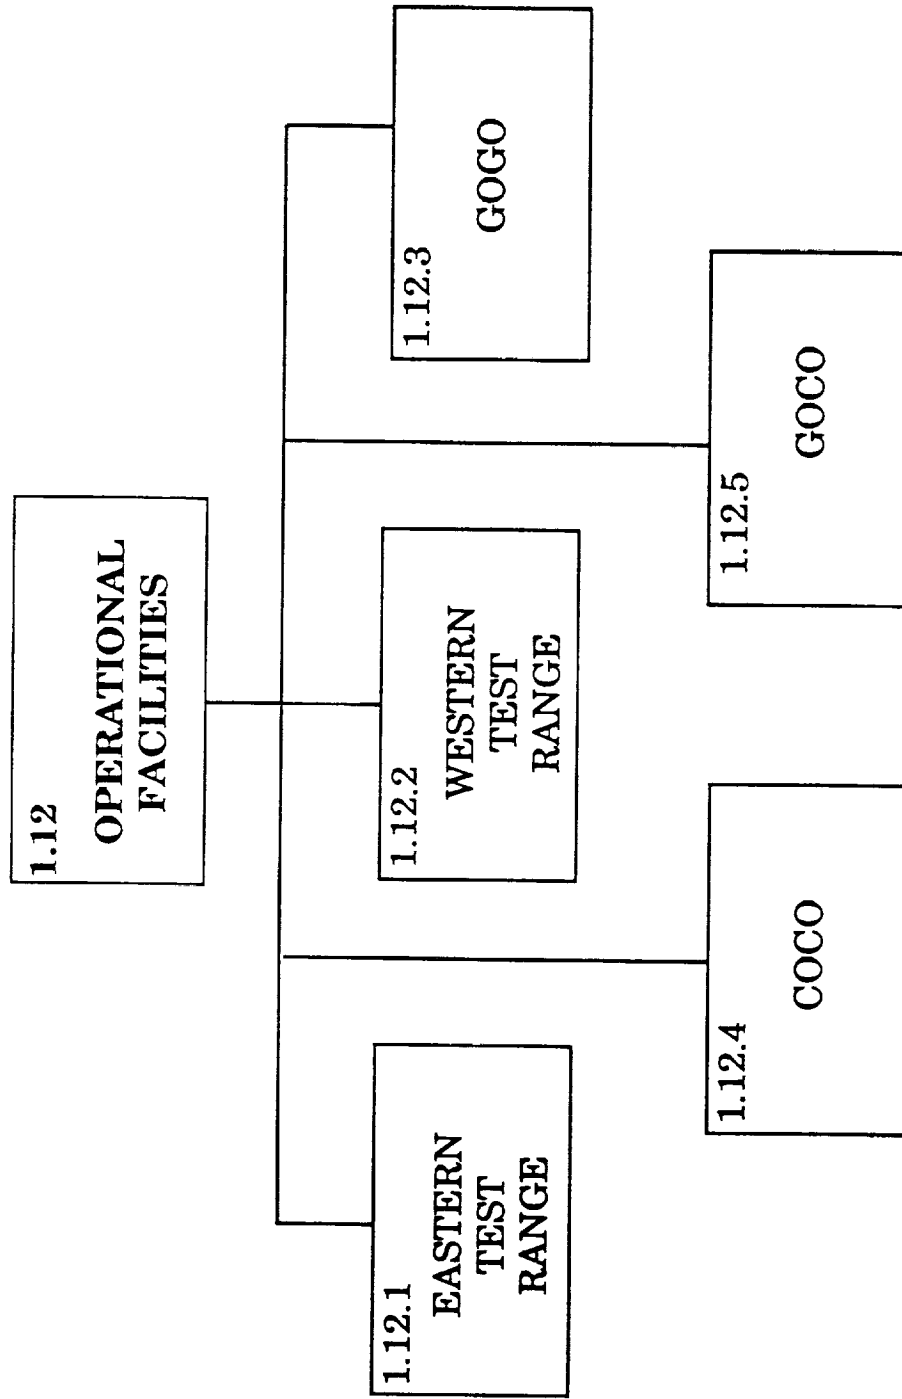 1.12
OPERATIONAL
FACILITIES
1.12.1
EASTERN
TEST
RANGE
1.12.2
WESTERN
TEST
RANGE
1.12.3
GOGO
1.12.4
COCO
1.12.5
GOCO